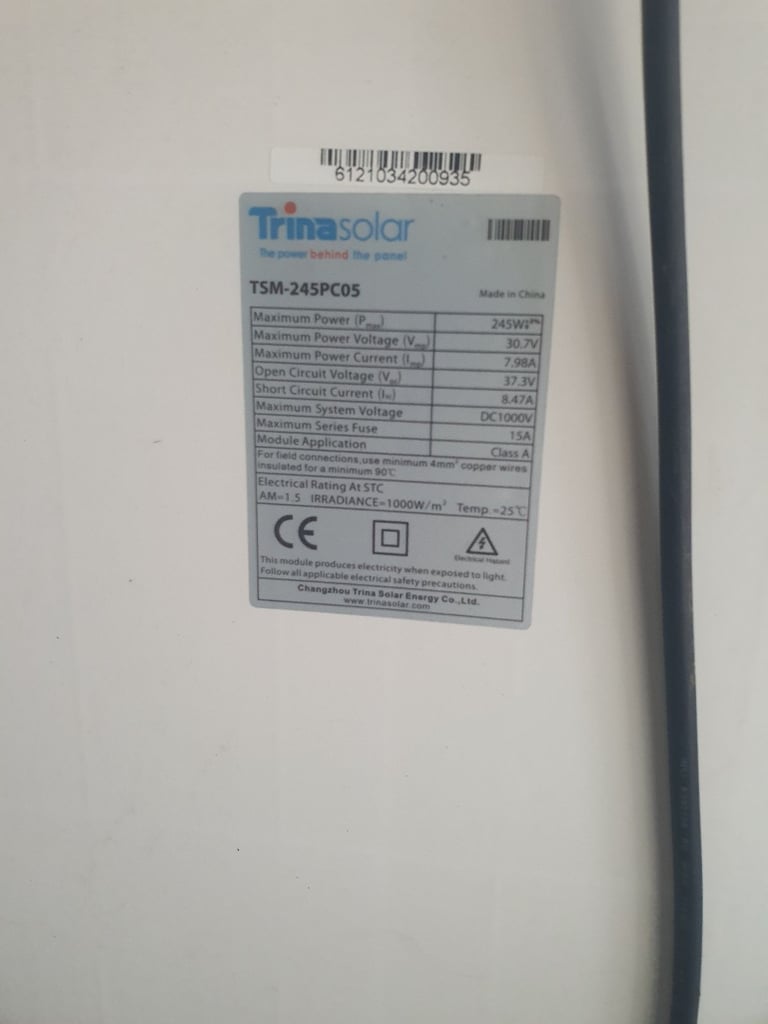 6121034200935
Trinasolar
The power behind the panel
TSM-245PC05
Made in China
Maximum Power (Pmax) 245W
Maximum Power Voltage (Vmp) 30.7V
Maximum Power Current (Imp) 7.98A
Open Circuit Voltage (Voc) 37.3V
Short Circuit Current (Isc) 8.47A
Maximum System Voltage DC1000V
Maximum Series Fuse 15A
Module Application Class A
For field connections,use minimum 4mm² copper wires
insulated for a minimum 90℃
Electrical Rating At STC
AM=1.5 IRRADIANCE=1000W/m² Temp.=25℃
CE
Electrical Hazard
This module produces electricity when exposed to light.
Follow all applicable electrical safety precautions.
Changzhou Trina Solar Energy Co.,Ltd.
www.trinasolar.com